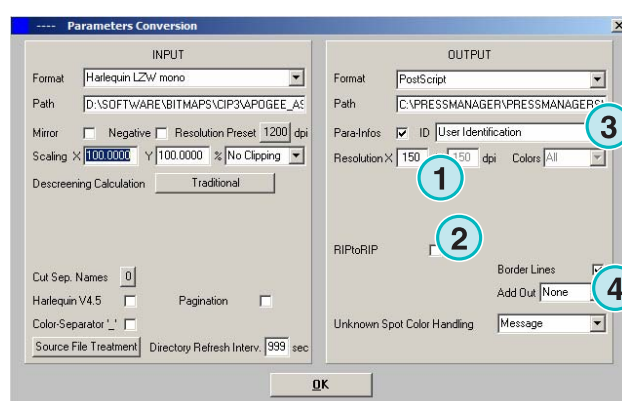 ---- Parameters Conversion
INPUT
Format Harlequin LZW mono
Path D:\SOFTWARE\BITMAPS\CIP3\APOGEE_AS
Mirror Negative Resolution Preset 1200 dpi
Scaling X 100.0000 Y 100.0000 % No Clipping
Descreening Calculation Traditional
Cut Sep. Names 0
Harlequin V4.5 Pagination
Color-Separator '_'
Source File Treatment Directory Refresh Interv. 999 sec
OUTPUT
Format PostScript
Path C:\PRESSMANAGER\PRESSMANAGERS\
Para-Infos ID User Identification 3
Resolution X 150 150 dpi Colors All
1
RIPtoRIP 2
Border Lines
Add Out None 4
Unknown Spot Color Handling Message
OK